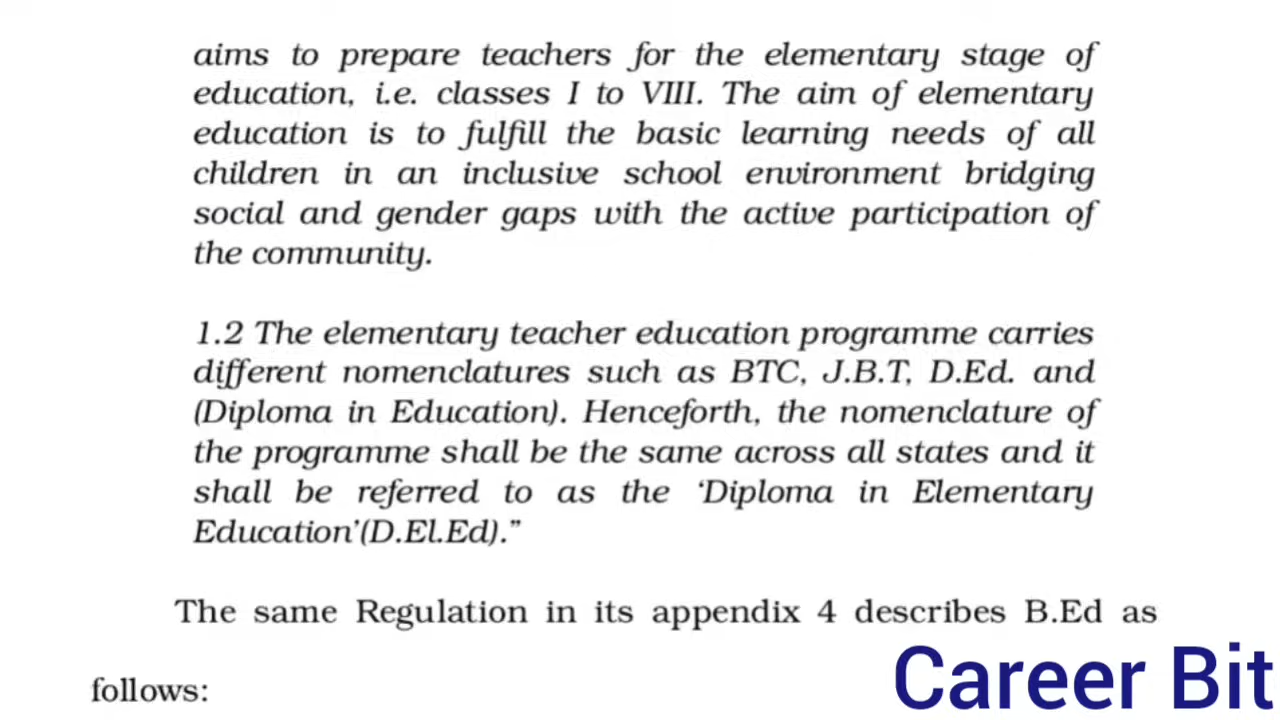 aims to prepare teachers for the elementary stage of
education, i.e. classes I to VIII. The aim of elementary
education is to fulfill the basic learning needs of all
children in an inclusive school environment bridging
social and gender gaps with the active participation of
the community.
1.2 The elementary teacher education programme carries
different nomenclatures such as BTC, J.B.T, D.Ed. and
(Diploma in Education). Henceforth, the nomenclature of
the programme shall be the same across all states and it
shall be referred to as the ‘Diploma in Elementary
Education’(D.El.Ed).”
The same Regulation in its appendix 4 describes B.Ed as
follows:
Career Bit